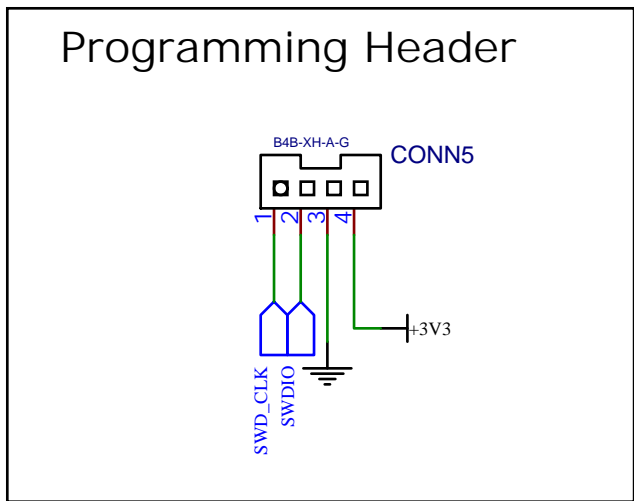 Programming Header
B4B-XH-A-G
CONN5
1
2
3
4
+3V3
SWD_CLK
SWDIO